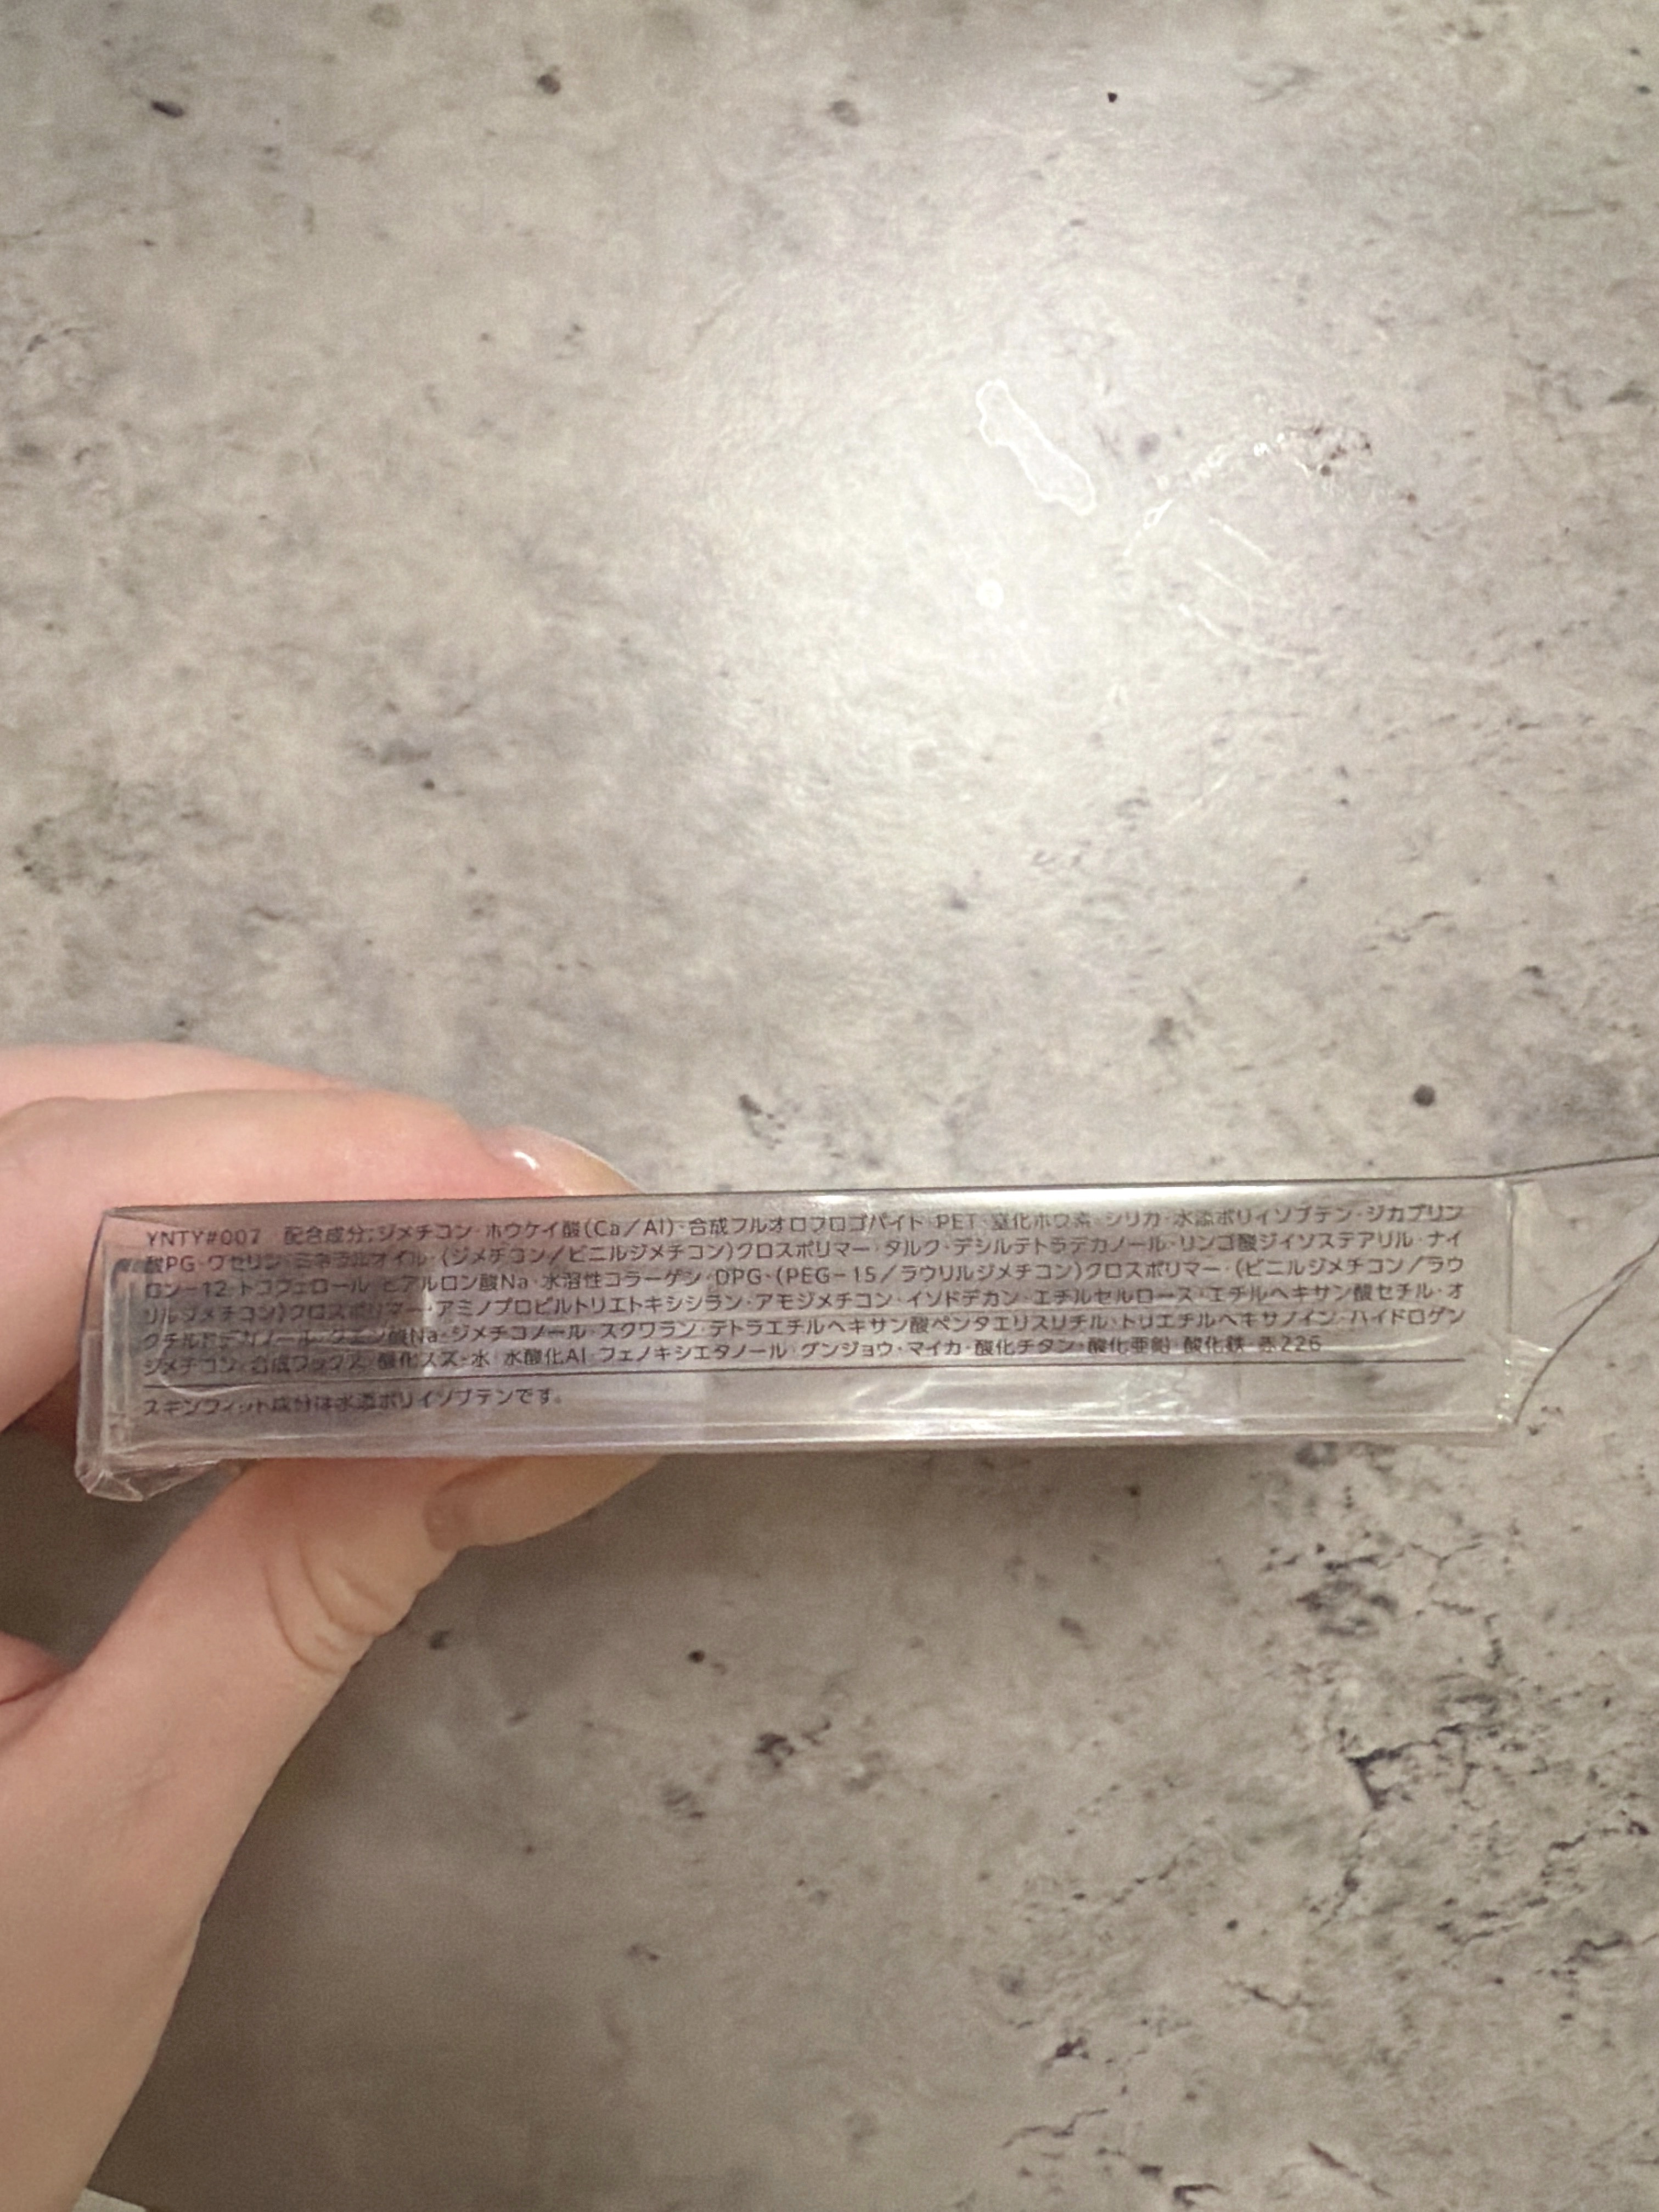 YNTY#007 配合成分:ジメチコン・ホウケイ酸(Ca/Al)・合成フルオロフロゴパイト・PET・窒化ホウ素・シリカ・水添ポリイソブテン・ジカプリン
酸PG・ワセリン・ミネラルオイル・(ジメチコン/ビニルジメチコン)クロスポリマー・タルク・デシルテトラデカノール・リンゴ酸ジイソステアリル・ナイ
ロン-12・トコフェロール・ヒアルロン酸Na・水溶性コラーゲン・DPG・(PEG-15/ラウリルジメチコン)クロスポリマー・(ビニルジメチコン/ラウ
リルジメチコン)クロスポリマー・アミノプロピルトリエトキシシラン・アモジメチコン・イソドデカン・エチルセルロース・エチルヘキサン酸セチル・オ
クチルドデカノール・クエン酸Na・ジメチコノール・スクワラン・テトラエチルヘキサン酸ペンタエリスリチル・トリエチルヘキサノイン・ハイドロゲン
ジメチコン・合成ワックス・酸化スズ・水・水酸化Al・フェノキシエタノール・グンジョウ・マイカ・酸化チタン・酸化亜鉛・酸化鉄・赤226
スキンフィット成分は水添ポリイソブテンです。